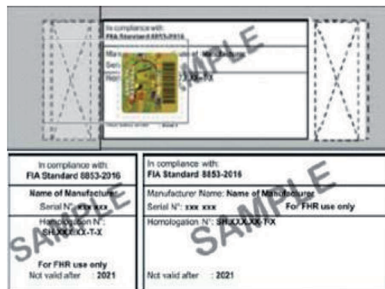 In compliance with:
FIA Standard 8853-2016
SAMPLE
In compliance with:
FIA Standard 8853-2016
Name of Manufacturer
Serial N°: xxx xxx
Homologation N°:
SH.XXX.XX-T-X
For FHR use only
Not valid after : 2021
SAMPLE
In compliance with:
FIA Standard 8853-2016
Manufacturer Name: Name of Manufacturer
Serial N°: xxx xxx For FHR use only
Homologation N°: SH.XXX.XX-T-X
Not valid after : 2021
SAMPLE